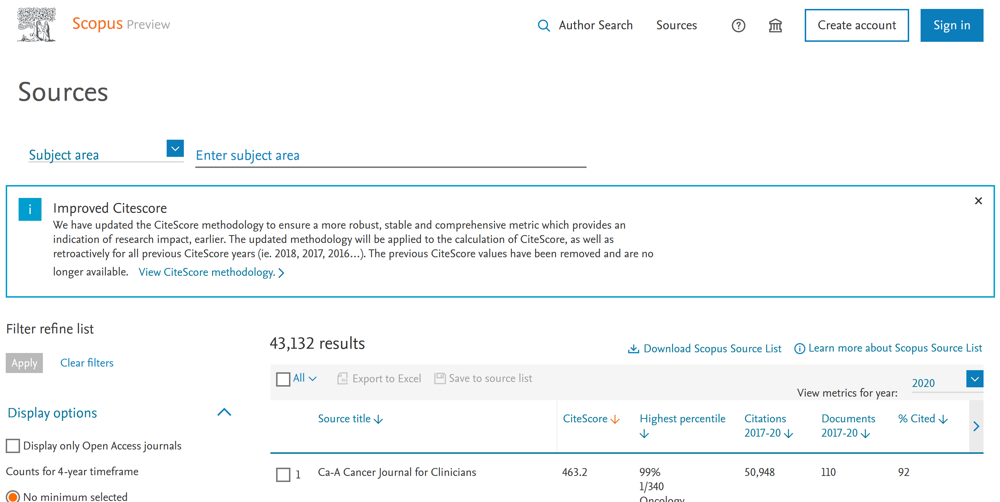 Scopus Preview
Author Search
Sources
Create account
Sign in
Sources
Subject area
Enter subject area
i
Improved Citescore
We have updated the CiteScore methodology to ensure a more robust, stable and comprehensive metric which provides an
indication of research impact, earlier. The updated methodology will be applied to the calculation of CiteScore, as well as
retroactively for all previous CiteScore years (ie. 2018, 2017, 2016...). The previous CiteScore values have been removed and are no
longer available. View CiteScore methodology.
Filter refine list
Apply
Clear filters
Display options
Display only Open Access journals
Counts for 4-year timeframe
No minimum selected
43,132 results
Download Scopus Source List
Learn more about Scopus Source List
All
Export to Excel
Save to source list
View metrics for year:
2020
Source title
CiteScore
Highest percentile
Citations
2017-20
Documents
2017-20
% Cited
1
Ca-A Cancer Journal for Clinicians
463.2
99%
1/340
Oncology
50,948
110
92